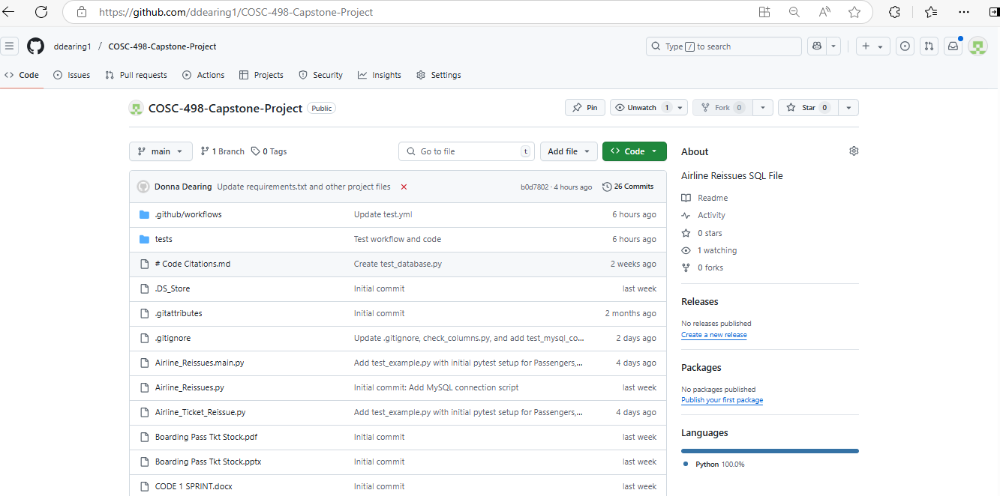 https://github.com/ddearing1/COSC-498-Capstone-Project
ddearing1 / COSC-498-Capstone-Project
Type / to search
Code Issues Pull requests Actions Projects Security Insights Settings
COSC-498-Capstone-Project Public
Pin Unwatch 1 Fork 0 Star 0
main 1 Branch 0 Tags Go to file t Add file Code
Donna Dearing Update requirements.txt and other project files b0d7802 · 4 hours ago 26 Commits
.github/workflows Update test.yml 6 hours ago
tests Test workflow and code 6 hours ago
# Code Citations.md Create test_database.py 2 weeks ago
.DS_Store Initial commit last week
.gitattributes Initial commit 2 months ago
.gitignore Update .gitignore, check_columns.py, and add test_mysql_co... 2 days ago
Airline_Reissues.main.py Add test_example.py with initial pytest setup for Passengers,... 4 days ago
Airline_Reissues.py Initial commit: Add MySQL connection script last week
Airline_Ticket_Reissue.py Add test_example.py with initial pytest setup for Passengers,... 4 days ago
Boarding Pass Tkt Stock.pdf Initial commit last week
Boarding Pass Tkt Stock.pptx Initial commit last week
CODE 1 SPRINT.docx Initial commit last week
About
Airline Reissues SQL File
Readme
Activity
0 stars
1 watching
0 forks
Releases
No releases published
Create a new release
Packages
No packages published
Publish your first package
Languages
Python 100.0%